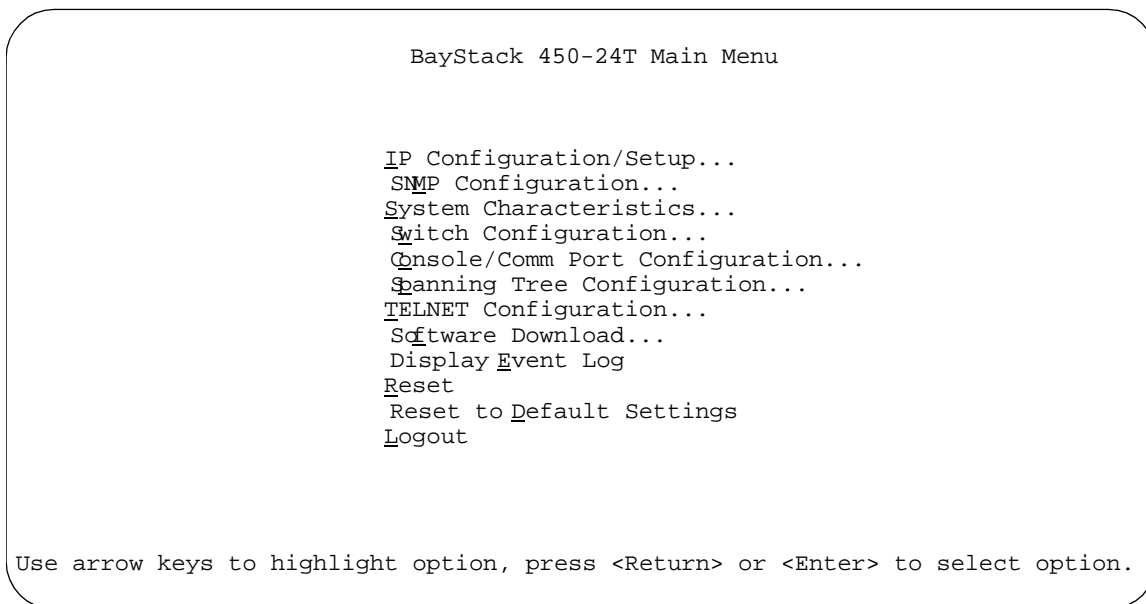 BayStack 450-24T Main Menu
IP Configuration/Setup...
SNMP Configuration...
System Characteristics...
Switch Configuration...
Console/Comm Port Configuration...
Spanning Tree Configuration...
TELNET Configuration...
Software Download...
Display Event Log
Reset
Reset to Default Settings
Logout
Use arrow keys to highlight option, press <Return> or <Enter> to select option.